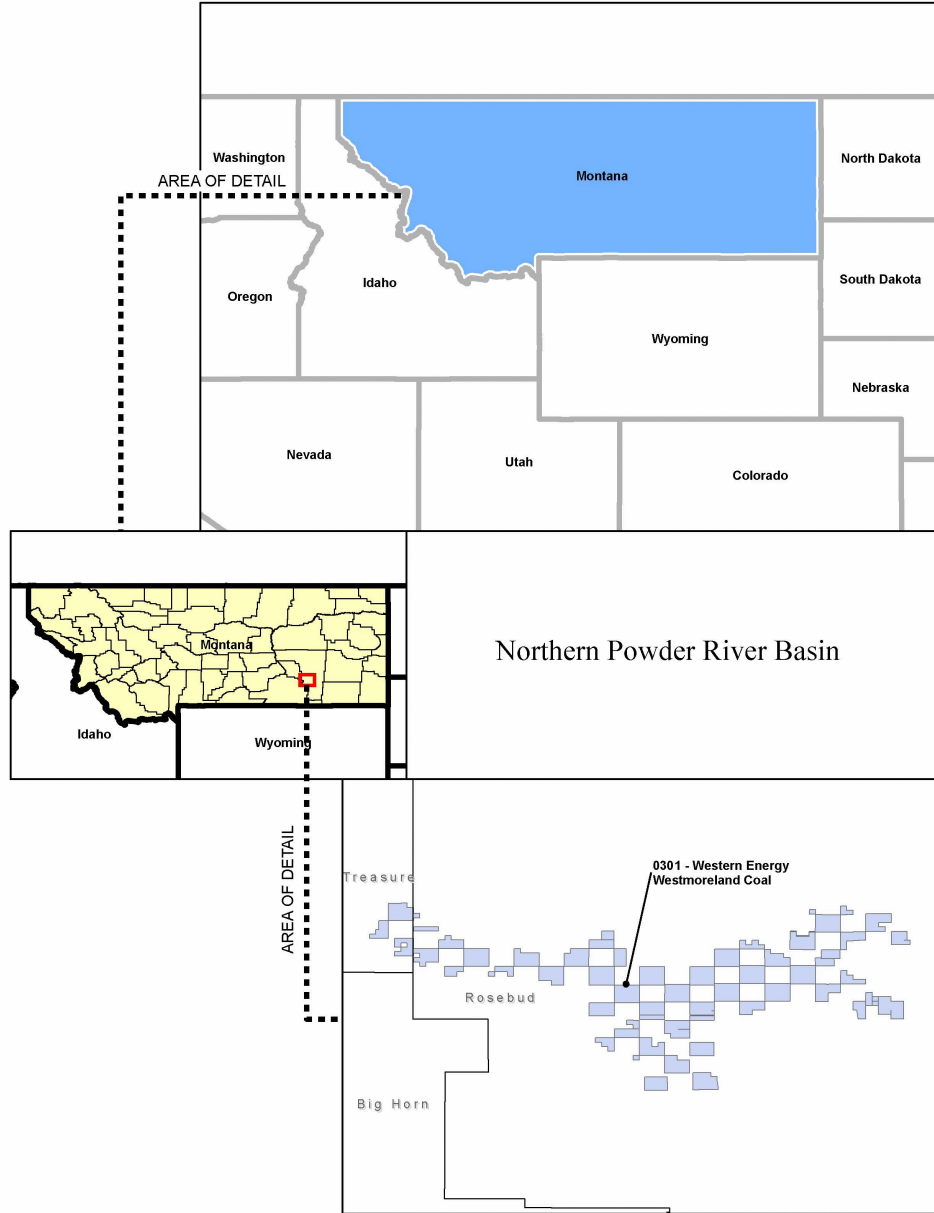 Washington
North Dakota
Montana
AREA OF DETAIL
South Dakota
Idaho
Oregon
Wyoming
Nebraska
Nevada
Utah
Colorado
Montana
Northern Powder River Basin
Idaho
Wyoming
AREA OF DETAIL
0301 - Western Energy
Westmoreland Coal
Treasure
Rosebud
Big Horn